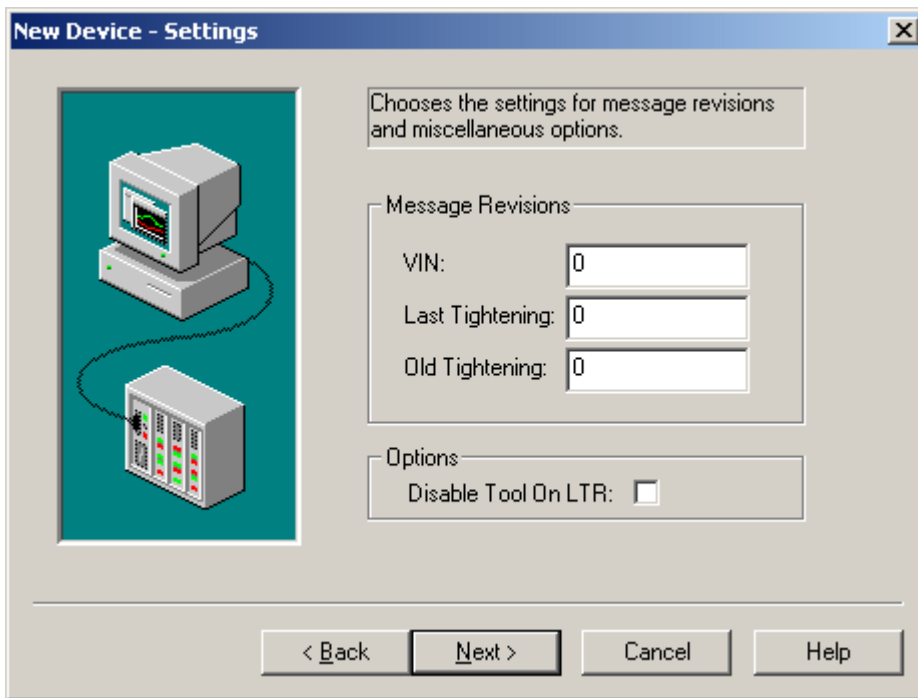 New Device - Settings
Chooses the settings for message revisions
and miscellaneous options.
Message Revisions
VIN: 0
Last Tightening: 0
Old Tightening: 0
Options
Disable Tool On LTR:
< Back Next > Cancel Help